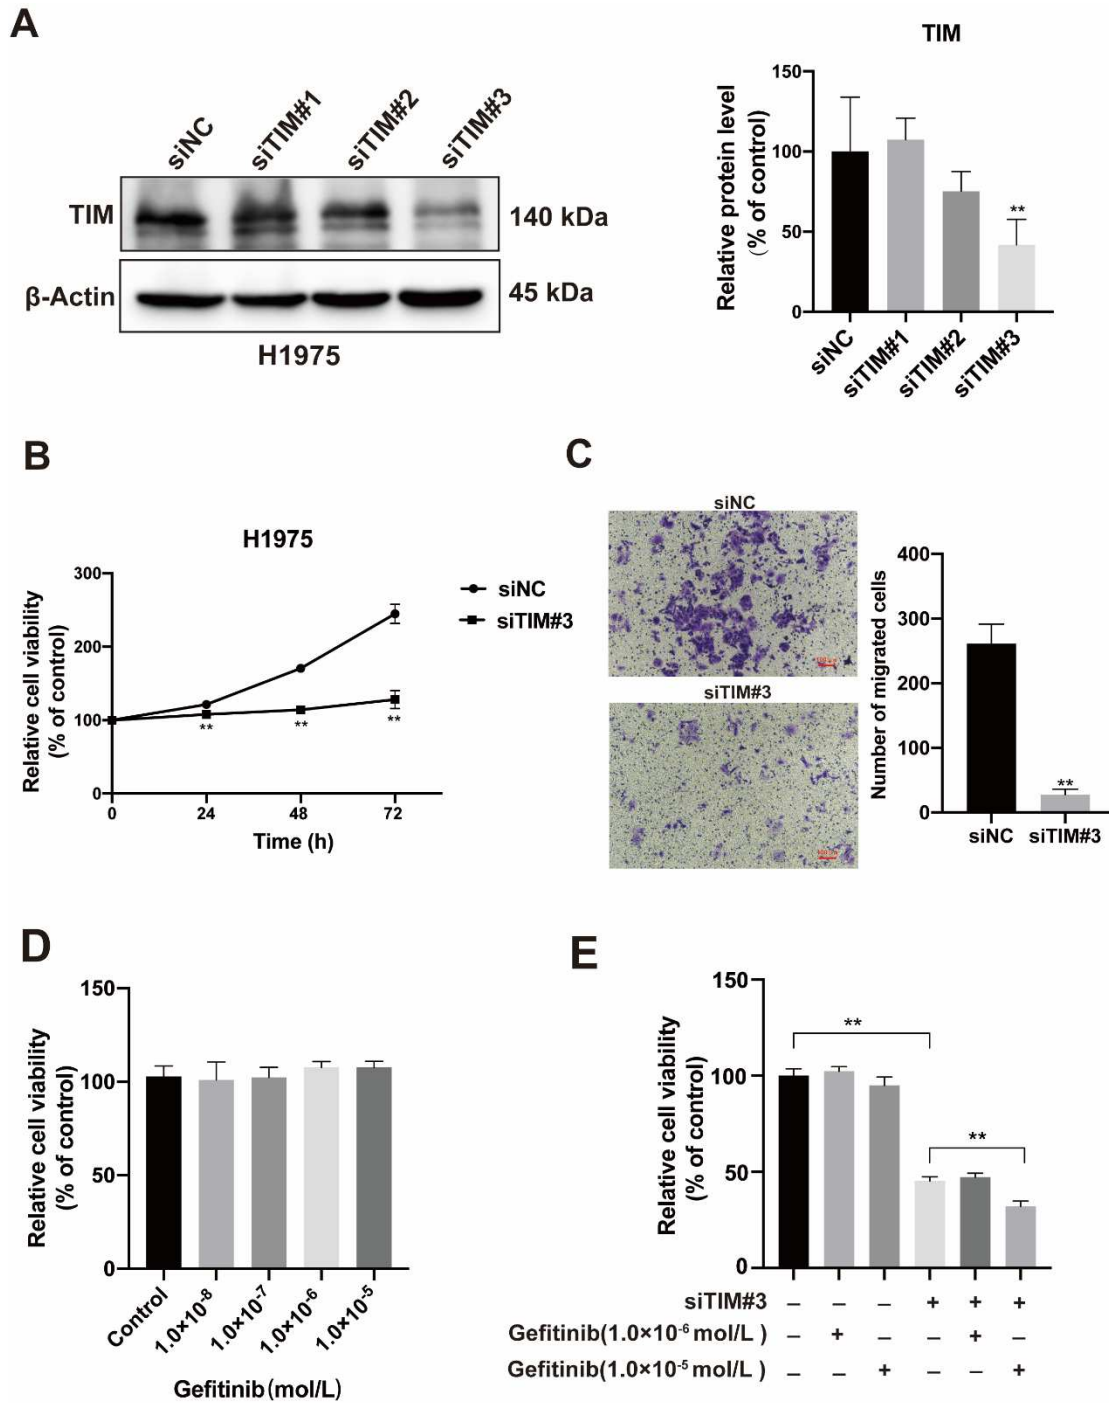 A
siNC
siTIM#1
siTIM#2
siTIM#3
TIM
140 kDa
β-Actin
45 kDa
H1975
TIM
Relative protein level
(% of control)
150
100
50
0
**
siNC
siTIM#1
siTIM#2
siTIM#3
B
H1975
Relative cell viability
(% of control)
300
200
100
0
siNC
siTIM#3
**
**
**
0
24
48
72
Time (h)
C
siNC
siTIM#3
Number of migrated cells
400
300
200
100
0
**
siNC
siTIM#3
D
Relative cell viability
(% of control)
150
100
50
0
Control
1.0×10⁻⁸
1.0×10⁻⁷
1.0×10⁻⁶
1.0×10⁻⁵
Gefitinib(mol/L)
E
Relative cell viability
(% of control)
150
100
50
0
**
**
siTIM#3 – – – + + +
Gefitinib(1.0×10⁻⁶ mol/L ) – + – – + –
Gefitinib(1.0×10⁻⁵ mol/L ) – – + – – +